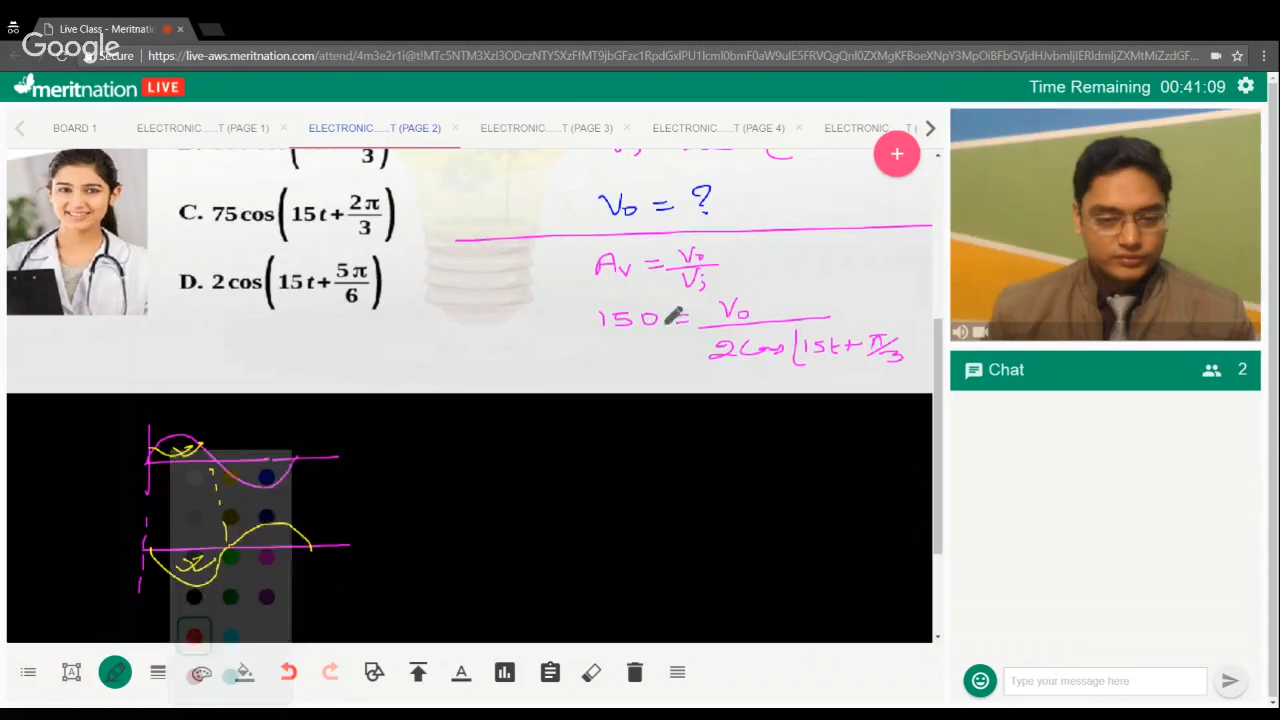 Live Class - Meritnati
Google
Secure
https://live-aws.meritnation.com/attend/
meritnation LIVE
Time Remaining 00:41:09
BOARD 1
ELECTRONIC......T (PAGE 1)
ELECTRONIC......T (PAGE 2)
ELECTRONIC......T (PAGE 3)
ELECTRONIC......T (PAGE 4)
ELECTRONIC......T (
3
V₀ = ?
C. 75 cos(15t+2π/3)
D. 2 cos(15t+5π/6)
Aᵥ = V₀/Vᵢ
150 = V₀/2cos(15t+π/3
Chat
2
A
Type your message here